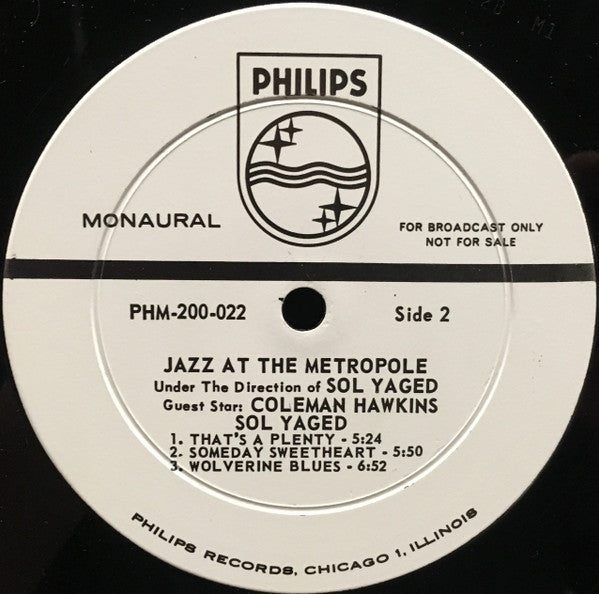 PHILIPS
MONAURAL
FOR BROADCAST ONLY
NOT FOR SALE
PHM-200-022
Side 2
JAZZ AT THE METROPOLE
Under The Direction of SOL YAGED
Guest Star: COLEMAN HAWKINS
SOL YAGED
1. THAT'S A PLENTY - 5:24
2. SOMEDAY SWEETHEART - 5:50
3. WOLVERINE BLUES - 6:52
PHILIPS RECORDS, CHICAGO 1, ILLINOIS